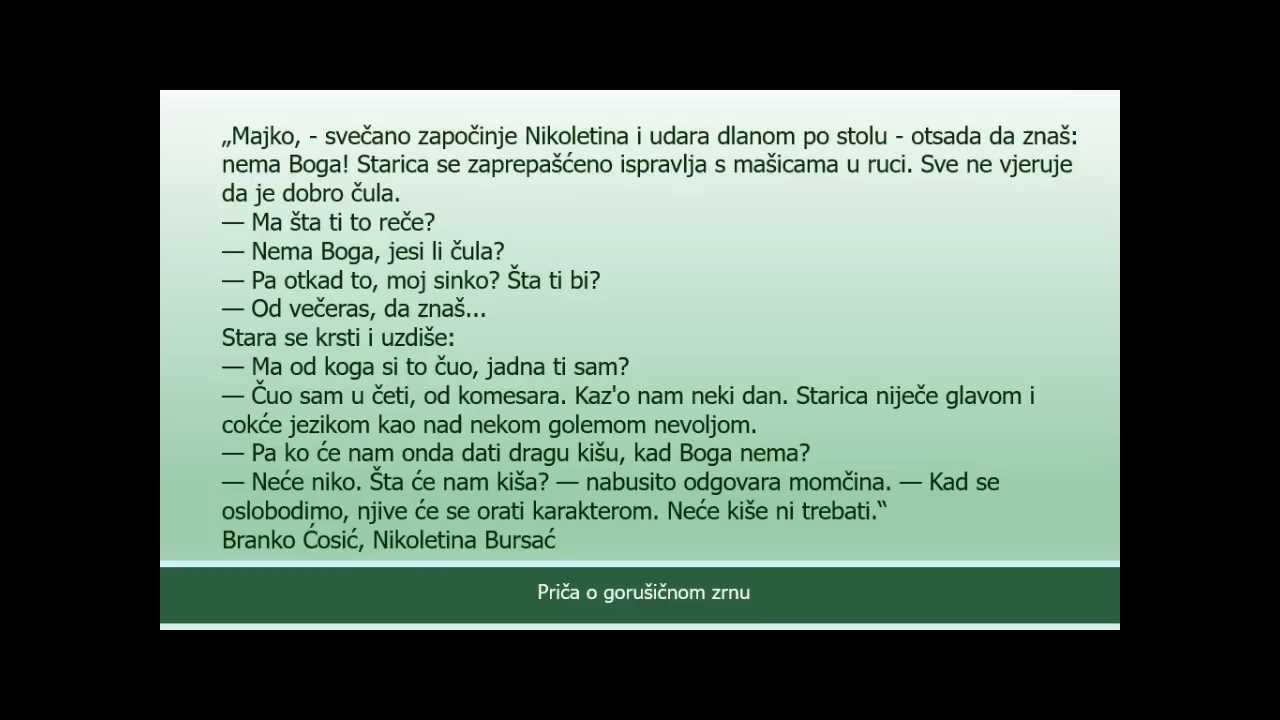 „Majko, - svečano započinje Nikoletina i udara dlanom po stolu - otsada da znaš:
nema Boga! Starica se zaprepašćeno ispravlja s mašicama u ruci. Sve ne vjeruje
da je dobro čula.
— Ma šta ti to reče?
— Nema Boga, jesi li čula?
— Pa otkad to, moj sinko? Šta ti bi?
— Od večeras, da znaš...
Stara se krsti i uzdiše:
— Ma od koga si to čuo, jadna ti sam?
— Čuo sam u četi, od komesara. Kaz'o nam neki dan. Starica niječe glavom i
cokće jezikom kao nad nekom golemom nevoljom.
— Pa ko će nam onda dati dragu kišu, kad Boga nema?
— Neće niko. Šta će nam kiša? — nabusito odgovara momčina. — Kad se
oslobodimo, njive će se orati karakterom. Neće kiše ni trebati.“
Branko Ćosić, Nikoletina Bursać
Priča o gorušičnom zrnu